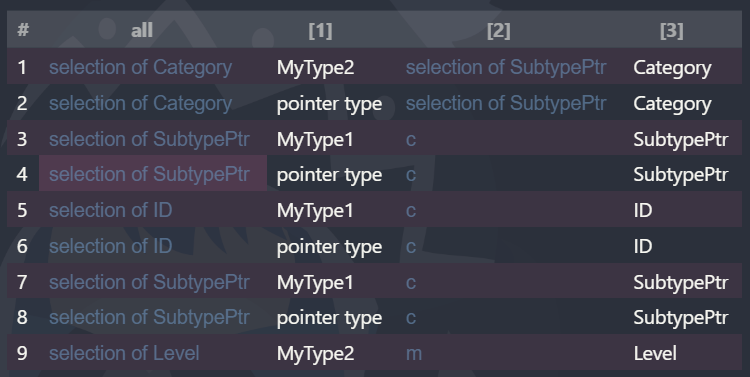 # all [1] [2] [3]
1 selection of Category MyType2 selection of SubtypePtr Category
2 selection of Category pointer type selection of SubtypePtr Category
3 selection of SubtypePtr MyType1 c SubtypePtr
4 selection of SubtypePtr pointer type c SubtypePtr
5 selection of ID MyType1 c ID
6 selection of ID pointer type c ID
7 selection of SubtypePtr MyType1 c SubtypePtr
8 selection of SubtypePtr pointer type c SubtypePtr
9 selection of Level MyType2 m Level